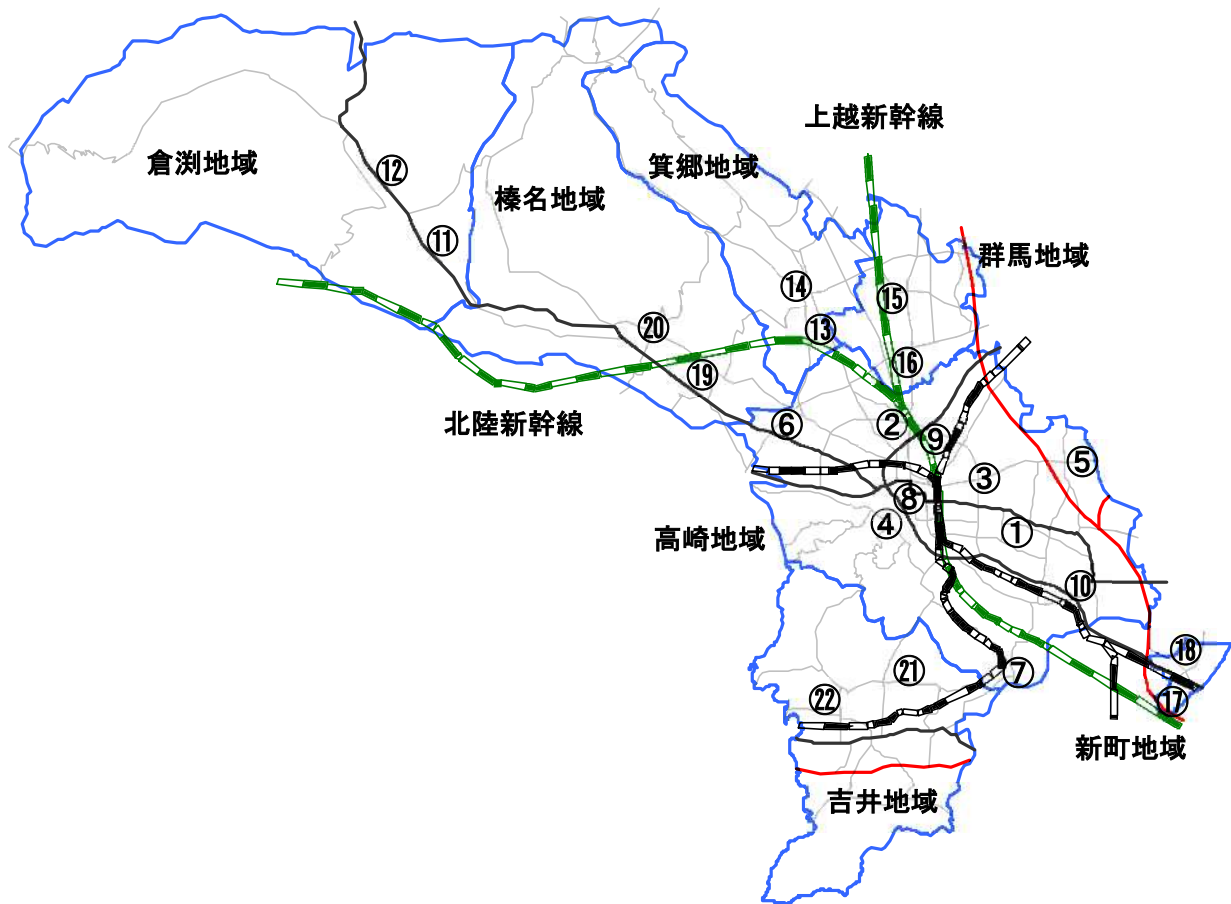 上越新幹線
倉渕地域
⑫
榛名地域
箕郷地域
⑪
群馬地域
⑭
⑮
⑳
⑬
⑲
⑯
北陸新幹線
⑥
②
⑨
③
⑤
⑧
④
高崎地域
①
⑩
⑱
㉑
⑦
㉒
⑰
新町地域
吉井地域